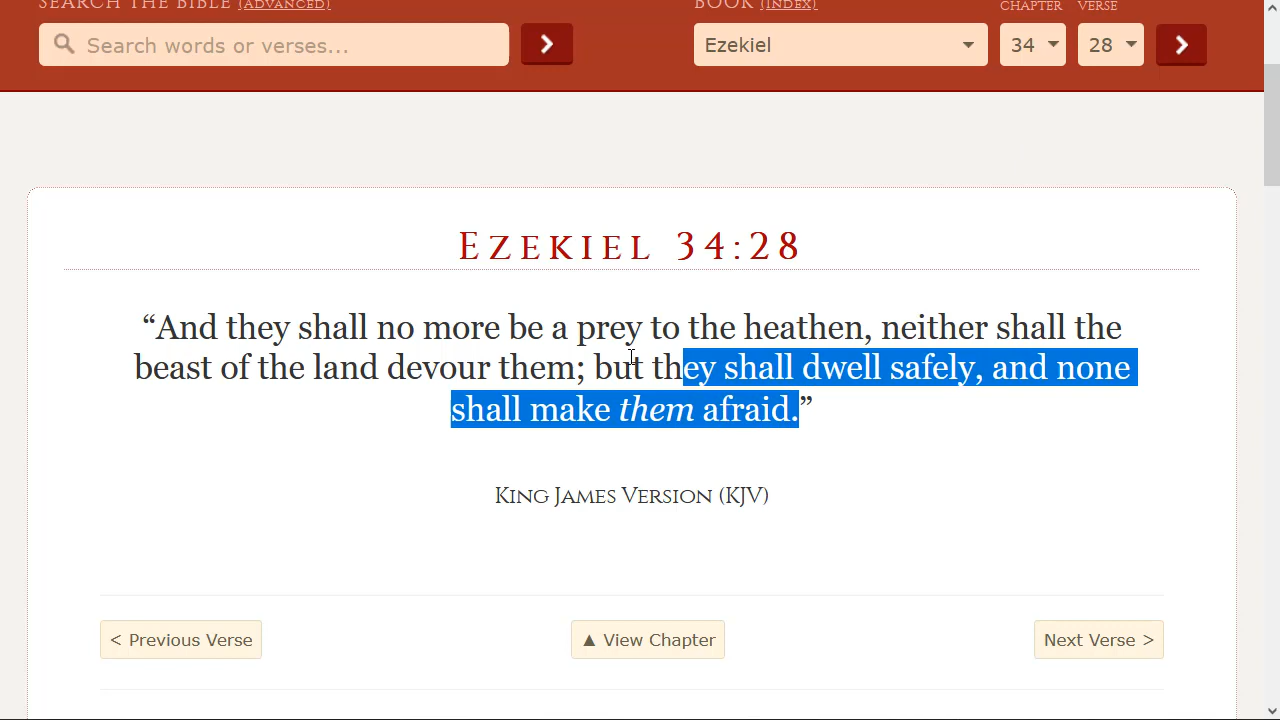 SEARCH THE BIBLE (ADVANCED)
BOOK (INDEX)
CHAPTER VERSE
Search words or verses...
Ezekiel
34
28
EZEKIEL 34:28
“And they shall no more be a prey to the heathen, neither shall the
beast of the land devour them; but they shall dwell safely, and none
shall make them afraid.”
King James Version (KJV)
< Previous Verse
▲ View Chapter
Next Verse >